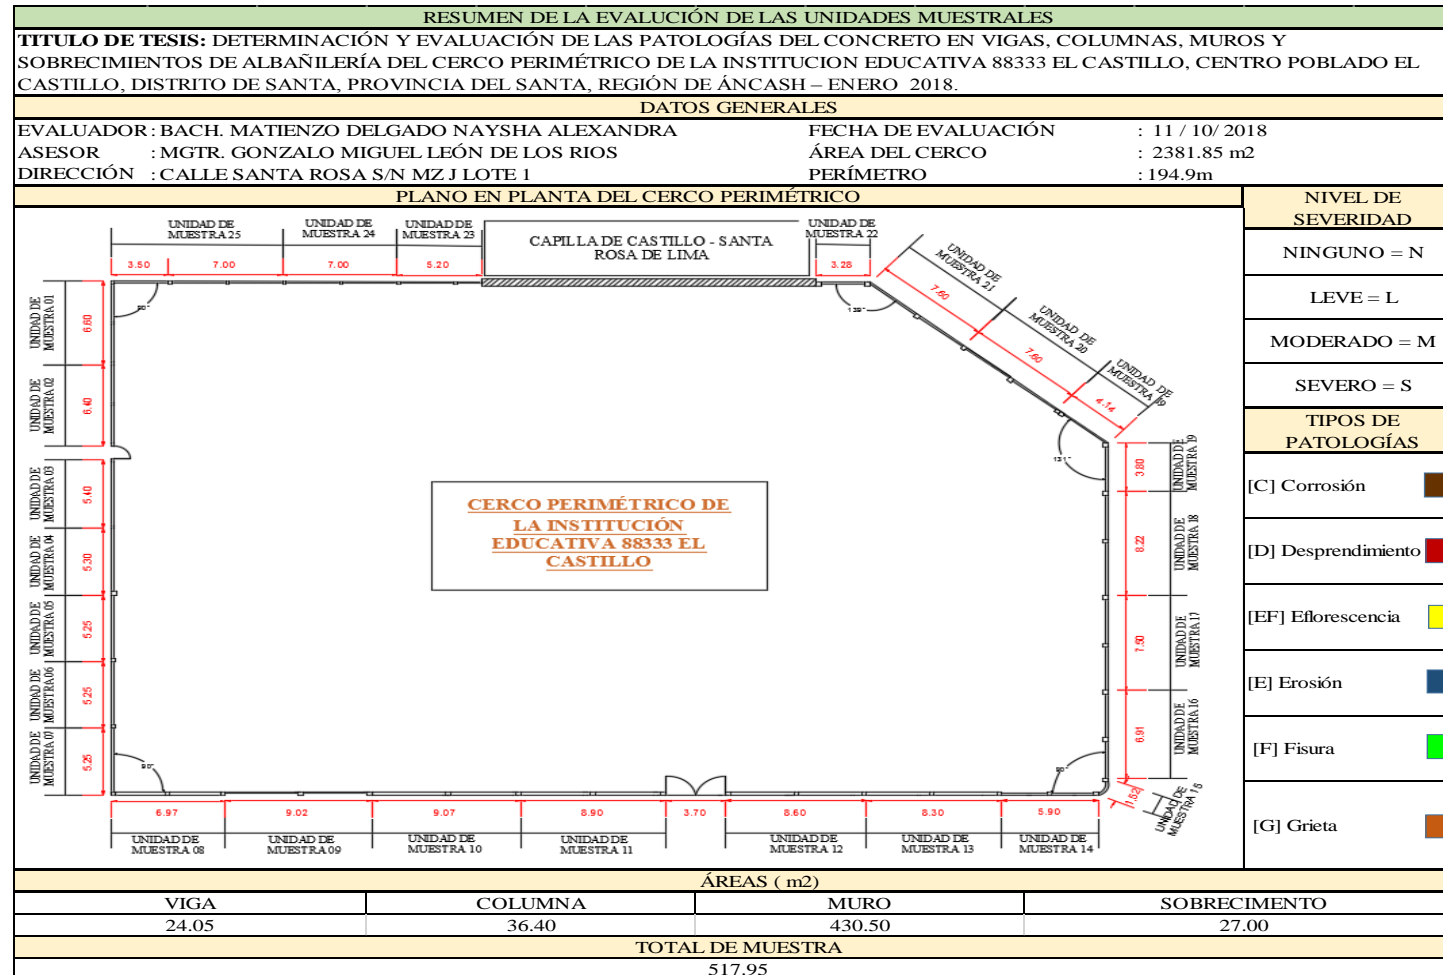 RESUMEN DE LA EVALUCIÓN DE LAS UNIDADES MUESTRALES
TITULO DE TESIS: DETERMINACIÓN Y EVALUACIÓN DE LAS PATOLOGÍAS DEL CONCRETO EN VIGAS, COLUMNAS, MUROS Y
SOBRECIMIENTOS DE ALBAÑILERÍA DEL CERCO PERIMÉTRICO DE LA INSTITUCION EDUCATIVA 88333 EL CASTILLO, CENTRO POBLADO EL
CASTILLO, DISTRITO DE SANTA, PROVINCIA DEL SANTA, REGIÓN DE ÁNCASH – ENERO 2018.
DATOS GENERALES
EVALUADOR : BACH. MATIENZO DELGADO NAYSHA ALEXANDRA FECHA DE EVALUACIÓN : 11 / 10/ 2018
ASESOR : MGTR. GONZALO MIGUEL LEÓN DE LOS RIOS ÁREA DEL CERCO : 2381.85 m2
DIRECCIÓN : CALLE SANTA ROSA S/N MZ J LOTE 1 PERÍMETRO : 194.9m
PLANO EN PLANTA DEL CERCO PERIMÉTRICO
UNIDAD DE
MUESTRA 25
UNIDAD DE
MUESTRA 24
UNIDAD DE
MUESTRA 23
CAPILLA DE CASTILLO - SANTA
ROSA DE LIMA
UNIDAD DE
MUESTRA 22
3.50 7.00 7.00 5.20 3.28
UNIDAD DE
MUESTRA 21
7.60
UNIDAD DE
MUESTRA 20
7.60
UNIDAD DE
MUESTRA 19
4.14
UNIDAD DE
MUESTRA 01
6.60
UNIDAD DE
MUESTRA 02
6.40
UNIDAD DE
MUESTRA 03
5.40
UNIDAD DE
MUESTRA 04
5.30
UNIDAD DE
MUESTRA 05
5.25
UNIDAD DE
MUESTRA 06
5.25
UNIDAD DE
MUESTRA 07
5.25
90°
139°
131°
90°
90°
CERCO PERIMÉTRICO DE
LA INSTITUCIÓN
EDUCATIVA 88333 EL
CASTILLO
3.80
UNIDAD DE
MUESTRA 19
8.22
UNIDAD DE
MUESTRA 18
7.50
UNIDAD DE
MUESTRA 17
6.91
UNIDAD DE
MUESTRA 16
1.52
UNIDAD DE
MUESTRA 15
6.97 9.02 9.07 8.90 3.70 8.60 8.30 5.90
UNIDAD DE
MUESTRA 08
UNIDAD DE
MUESTRA 09
UNIDAD DE
MUESTRA 10
UNIDAD DE
MUESTRA 11
UNIDAD DE
MUESTRA 12
UNIDAD DE
MUESTRA 13
UNIDAD DE
MUESTRA 14
NIVEL DE
SEVERIDAD
NINGUNO = N
LEVE = L
MODERADO = M
SEVERO = S
TIPOS DE
PATOLOGÍAS
[C] Corrosión
[D] Desprendimiento
[EF] Eflorescencia
[E] Erosión
[F] Fisura
[G] Grieta
ÁREAS ( m2)
VIGA COLUMNA MURO SOBRECIMENTO
24.05 36.40 430.50 27.00
TOTAL DE MUESTRA
517.95